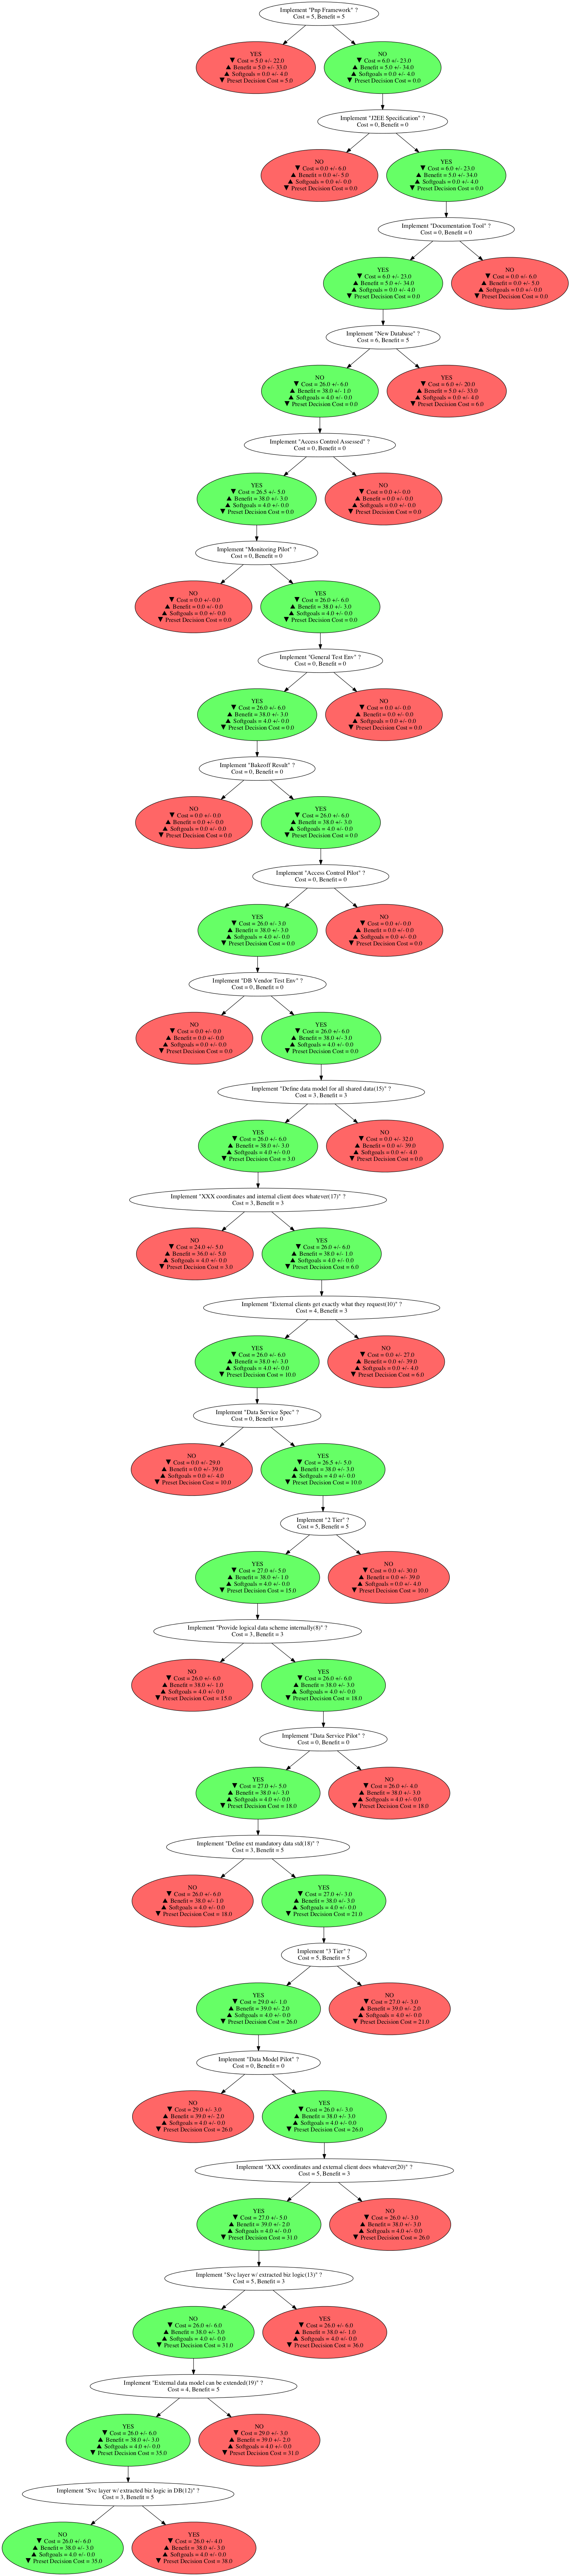 Implement "Pnp Framework" ?
Cost = 5, Benefit = 5
YES
▼ Cost = 5.0 +/- 22.0
▲ Benefit = 5.0 +/- 33.0
▲ Softgoals = 0.0 +/- 4.0
▼ Preset Decision Cost = 5.0
NO
▼ Cost = 6.0 +/- 23.0
▲ Benefit = 5.0 +/- 34.0
▲ Softgoals = 0.0 +/- 4.0
▼ Preset Decision Cost = 0.0
Implement "J2EE Specification" ?
Cost = 0, Benefit = 0
NO
▼ Cost = 0.0 +/- 6.0
▲ Benefit = 0.0 +/- 5.0
▲ Softgoals = 0.0 +/- 0.0
▼ Preset Decision Cost = 0.0
YES
▼ Cost = 6.0 +/- 23.0
▲ Benefit = 5.0 +/- 34.0
▲ Softgoals = 0.0 +/- 4.0
▼ Preset Decision Cost = 0.0
Implement "Documentation Tool" ?
Cost = 0, Benefit = 0
YES
▼ Cost = 6.0 +/- 23.0
▲ Benefit = 5.0 +/- 34.0
▲ Softgoals = 0.0 +/- 4.0
▼ Preset Decision Cost = 0.0
NO
▼ Cost = 0.0 +/- 6.0
▲ Benefit = 0.0 +/- 5.0
▲ Softgoals = 0.0 +/- 0.0
▼ Preset Decision Cost = 0.0
Implement "New Database" ?
Cost = 6, Benefit = 5
NO
▼ Cost = 26.0 +/- 6.0
▲ Benefit = 38.0 +/- 1.0
▲ Softgoals = 4.0 +/- 0.0
▼ Preset Decision Cost = 0.0
YES
▼ Cost = 6.0 +/- 20.0
▲ Benefit = 5.0 +/- 33.0
▲ Softgoals = 0.0 +/- 4.0
▼ Preset Decision Cost = 6.0
Implement "Access Control Assessed" ?
Cost = 0, Benefit = 0
YES
▼ Cost = 26.5 +/- 5.0
▲ Benefit = 38.0 +/- 3.0
▲ Softgoals = 4.0 +/- 0.0
▼ Preset Decision Cost = 0.0
NO
▼ Cost = 0.0 +/- 0.0
▲ Benefit = 0.0 +/- 0.0
▲ Softgoals = 0.0 +/- 0.0
▼ Preset Decision Cost = 0.0
Implement "Monitoring Pilot" ?
Cost = 0, Benefit = 0
NO
▼ Cost = 0.0 +/- 0.0
▲ Benefit = 0.0 +/- 0.0
▲ Softgoals = 0.0 +/- 0.0
▼ Preset Decision Cost = 0.0
YES
▼ Cost = 26.0 +/- 6.0
▲ Benefit = 38.0 +/- 3.0
▲ Softgoals = 4.0 +/- 0.0
▼ Preset Decision Cost = 0.0
Implement "General Test Env" ?
Cost = 0, Benefit = 0
YES
▼ Cost = 26.0 +/- 6.0
▲ Benefit = 38.0 +/- 3.0
▲ Softgoals = 4.0 +/- 0.0
▼ Preset Decision Cost = 0.0
NO
▼ Cost = 0.0 +/- 0.0
▲ Benefit = 0.0 +/- 0.0
▲ Softgoals = 0.0 +/- 0.0
▼ Preset Decision Cost = 0.0
Implement "Bakeoff Result" ?
Cost = 0, Benefit = 0
NO
▼ Cost = 0.0 +/- 0.0
▲ Benefit = 0.0 +/- 0.0
▲ Softgoals = 0.0 +/- 0.0
▼ Preset Decision Cost = 0.0
YES
▼ Cost = 26.0 +/- 6.0
▲ Benefit = 38.0 +/- 3.0
▲ Softgoals = 4.0 +/- 0.0
▼ Preset Decision Cost = 0.0
Implement "Access Control Pilot" ?
Cost = 0, Benefit = 0
YES
▼ Cost = 26.0 +/- 3.0
▲ Benefit = 38.0 +/- 3.0
▲ Softgoals = 4.0 +/- 0.0
▼ Preset Decision Cost = 0.0
NO
▼ Cost = 0.0 +/- 0.0
▲ Benefit = 0.0 +/- 0.0
▲ Softgoals = 0.0 +/- 0.0
▼ Preset Decision Cost = 0.0
Implement "DB Vendor Test Env" ?
Cost = 0, Benefit = 0
NO
▼ Cost = 0.0 +/- 0.0
▲ Benefit = 0.0 +/- 0.0
▲ Softgoals = 0.0 +/- 0.0
▼ Preset Decision Cost = 0.0
YES
▼ Cost = 26.0 +/- 6.0
▲ Benefit = 38.0 +/- 3.0
▲ Softgoals = 4.0 +/- 0.0
▼ Preset Decision Cost = 0.0
Implement "Define data model for all shared data(15)" ?
Cost = 3, Benefit = 3
YES
▼ Cost = 26.0 +/- 6.0
▲ Benefit = 38.0 +/- 3.0
▲ Softgoals = 4.0 +/- 0.0
▼ Preset Decision Cost = 3.0
NO
▼ Cost = 0.0 +/- 32.0
▲ Benefit = 0.0 +/- 39.0
▲ Softgoals = 0.0 +/- 4.0
▼ Preset Decision Cost = 0.0
Implement "XXX coordinates and internal client does whatever(17)" ?
Cost = 3, Benefit = 3
NO
▼ Cost = 24.0 +/- 5.0
▲ Benefit = 36.0 +/- 5.0
▲ Softgoals = 4.0 +/- 0.0
▼ Preset Decision Cost = 3.0
YES
▼ Cost = 26.0 +/- 6.0
▲ Benefit = 38.0 +/- 1.0
▲ Softgoals = 4.0 +/- 0.0
▼ Preset Decision Cost = 6.0
Implement "External clients get exactly what they request(10)" ?
Cost = 4, Benefit = 3
YES
▼ Cost = 26.0 +/- 6.0
▲ Benefit = 38.0 +/- 3.0
▲ Softgoals = 4.0 +/- 0.0
▼ Preset Decision Cost = 10.0
NO
▼ Cost = 0.0 +/- 27.0
▲ Benefit = 0.0 +/- 39.0
▲ Softgoals = 0.0 +/- 4.0
▼ Preset Decision Cost = 6.0
Implement "Data Service Spec" ?
Cost = 0, Benefit = 0
NO
▼ Cost = 0.0 +/- 29.0
▲ Benefit = 0.0 +/- 39.0
▲ Softgoals = 0.0 +/- 4.0
▼ Preset Decision Cost = 10.0
YES
▼ Cost = 26.5 +/- 5.0
▲ Benefit = 38.0 +/- 3.0
▲ Softgoals = 4.0 +/- 0.0
▼ Preset Decision Cost = 10.0
Implement "2 Tier" ?
Cost = 5, Benefit = 5
YES
▼ Cost = 27.0 +/- 5.0
▲ Benefit = 38.0 +/- 1.0
▲ Softgoals = 4.0 +/- 0.0
▼ Preset Decision Cost = 15.0
NO
▼ Cost = 0.0 +/- 30.0
▲ Benefit = 0.0 +/- 39.0
▲ Softgoals = 0.0 +/- 4.0
▼ Preset Decision Cost = 10.0
Implement "Provide logical data scheme internally(8)" ?
Cost = 3, Benefit = 3
NO
▼ Cost = 26.0 +/- 6.0
▲ Benefit = 38.0 +/- 1.0
▲ Softgoals = 4.0 +/- 0.0
▼ Preset Decision Cost = 15.0
YES
▼ Cost = 26.0 +/- 6.0
▲ Benefit = 38.0 +/- 3.0
▲ Softgoals = 4.0 +/- 0.0
▼ Preset Decision Cost = 18.0
Implement "Data Service Pilot" ?
Cost = 0, Benefit = 0
YES
▼ Cost = 27.0 +/- 5.0
▲ Benefit = 38.0 +/- 3.0
▲ Softgoals = 4.0 +/- 0.0
▼ Preset Decision Cost = 18.0
NO
▼ Cost = 26.0 +/- 4.0
▲ Benefit = 38.0 +/- 3.0
▲ Softgoals = 4.0 +/- 0.0
▼ Preset Decision Cost = 18.0
Implement "Define ext mandatory data std(18)" ?
Cost = 3, Benefit = 5
NO
▼ Cost = 26.0 +/- 6.0
▲ Benefit = 38.0 +/- 1.0
▲ Softgoals = 4.0 +/- 0.0
▼ Preset Decision Cost = 18.0
YES
▼ Cost = 27.0 +/- 3.0
▲ Benefit = 38.0 +/- 3.0
▲ Softgoals = 4.0 +/- 0.0
▼ Preset Decision Cost = 21.0
Implement "3 Tier" ?
Cost = 5, Benefit = 5
YES
▼ Cost = 29.0 +/- 1.0
▲ Benefit = 39.0 +/- 2.0
▲ Softgoals = 4.0 +/- 0.0
▼ Preset Decision Cost = 26.0
NO
▼ Cost = 27.0 +/- 3.0
▲ Benefit = 39.0 +/- 2.0
▲ Softgoals = 4.0 +/- 0.0
▼ Preset Decision Cost = 21.0
Implement "Data Model Pilot" ?
Cost = 0, Benefit = 0
NO
▼ Cost = 29.0 +/- 3.0
▲ Benefit = 39.0 +/- 2.0
▲ Softgoals = 4.0 +/- 0.0
▼ Preset Decision Cost = 26.0
YES
▼ Cost = 26.0 +/- 3.0
▲ Benefit = 38.0 +/- 3.0
▲ Softgoals = 4.0 +/- 0.0
▼ Preset Decision Cost = 26.0
Implement "XXX coordinates and external client does whatever(20)" ?
Cost = 5, Benefit = 3
YES
▼ Cost = 27.0 +/- 5.0
▲ Benefit = 39.0 +/- 2.0
▲ Softgoals = 4.0 +/- 0.0
▼ Preset Decision Cost = 31.0
NO
▼ Cost = 26.0 +/- 3.0
▲ Benefit = 38.0 +/- 3.0
▲ Softgoals = 4.0 +/- 0.0
▼ Preset Decision Cost = 26.0
Implement "Svc layer w/ extracted biz logic(13)" ?
Cost = 5, Benefit = 3
NO
▼ Cost = 26.0 +/- 6.0
▲ Benefit = 38.0 +/- 3.0
▲ Softgoals = 4.0 +/- 0.0
▼ Preset Decision Cost = 31.0
YES
▼ Cost = 26.0 +/- 6.0
▲ Benefit = 38.0 +/- 1.0
▲ Softgoals = 4.0 +/- 0.0
▼ Preset Decision Cost = 36.0
Implement "External data model can be extended(19)" ?
Cost = 4, Benefit = 5
YES
▼ Cost = 26.0 +/- 6.0
▲ Benefit = 38.0 +/- 3.0
▲ Softgoals = 4.0 +/- 0.0
▼ Preset Decision Cost = 35.0
NO
▼ Cost = 29.0 +/- 3.0
▲ Benefit = 39.0 +/- 2.0
▲ Softgoals = 4.0 +/- 0.0
▼ Preset Decision Cost = 31.0
Implement "Svc layer w/ extracted biz logic in DB(12)" ?
Cost = 3, Benefit = 5
NO
▼ Cost = 26.0 +/- 6.0
▲ Benefit = 38.0 +/- 3.0
▲ Softgoals = 4.0 +/- 0.0
▼ Preset Decision Cost = 35.0
YES
▼ Cost = 26.0 +/- 4.0
▲ Benefit = 38.0 +/- 3.0
▲ Softgoals = 4.0 +/- 0.0
▼ Preset Decision Cost = 38.0